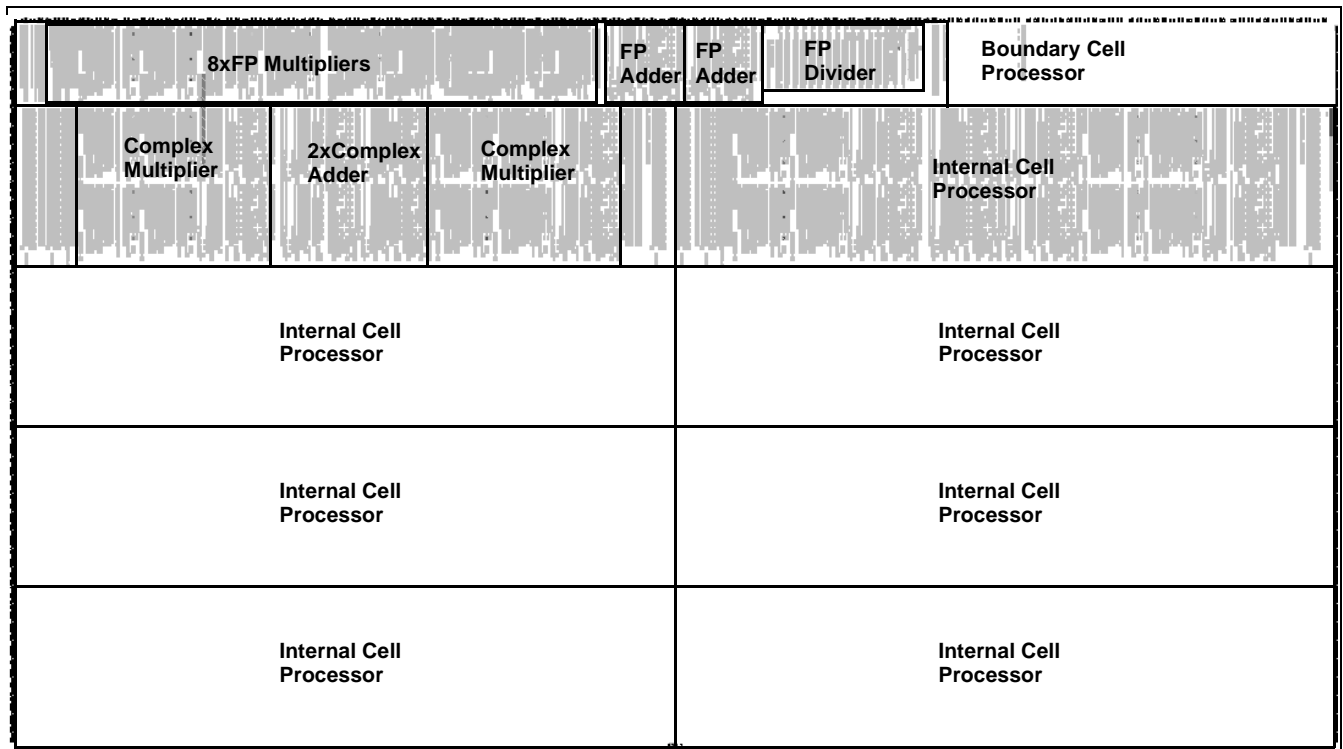 8xFP Multipliers
FP
Adder
FP
Adder
FP
Divider
Boundary Cell
Processor
Complex
Multiplier
2xComplex
Adder
Complex
Multiplier
Internal Cell
Processor
Internal Cell
Processor
Internal Cell
Processor
Internal Cell
Processor
Internal Cell
Processor
Internal Cell
Processor
Internal Cell
Processor